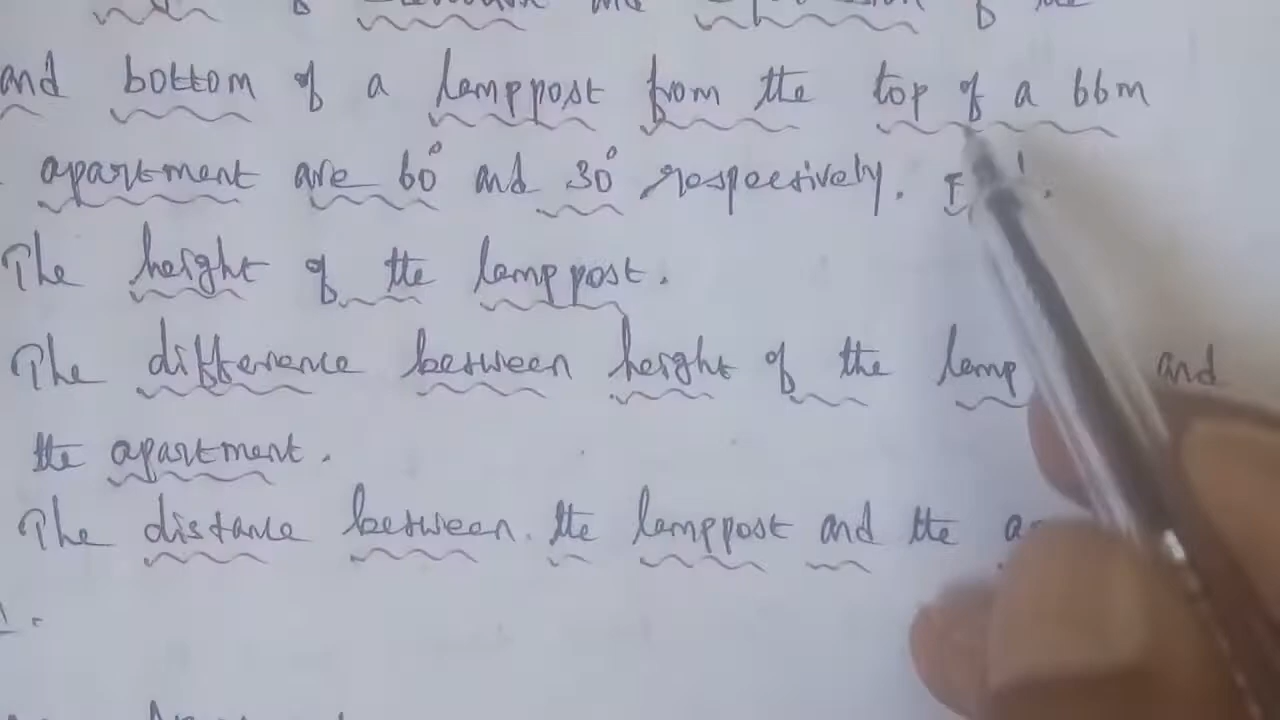 and bottom of a lamppost from the top of a 66m
apartment are 60° and 30° respectively.
The height of the lamppost.
The difference between height of the lamp and
the apartment.
The distance between the lamppost and the